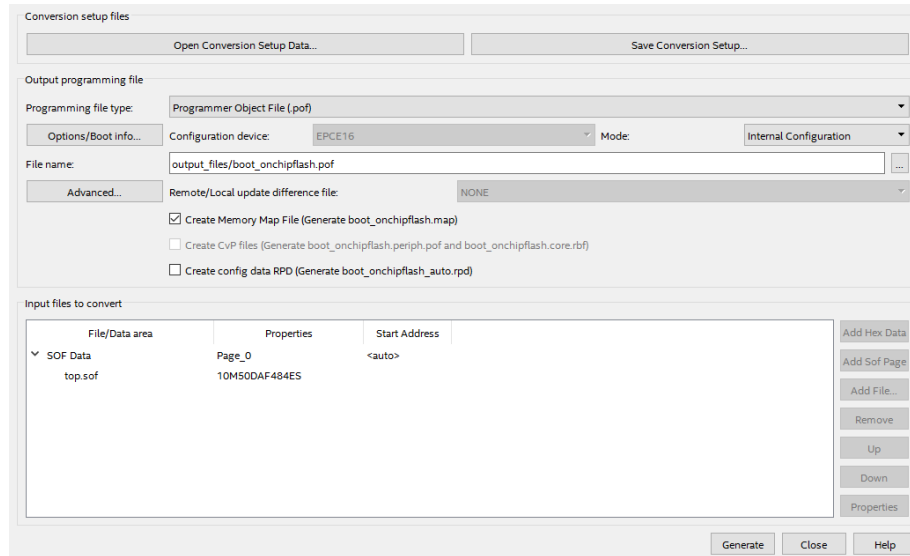 Conversion setup files
Open Conversion Setup Data... Save Conversion Setup...
Output programming file
Programming file type: Programmer Object File (.pof)
Options/Boot info... Configuration device: EPCE16 Mode: Internal Configuration
File name: output_files/boot_onchipflash.pof ...
Advanced... Remote/Local update difference file: NONE
Create Memory Map File (Generate boot_onchipflash.map)
Create CvP files (Generate boot_onchipflash.periph.pof and boot_onchipflash.core.rbf)
Create config data RPD (Generate boot_onchipflash_auto.rpd)
Input files to convert
File/Data area Properties Start Address
SOF Data Page_0 <auto>
top.sof 10M50DAF484ES
Add Hex Data
Add Sof Page
Add File...
Remove
Up
Down
Properties
Generate Close Help